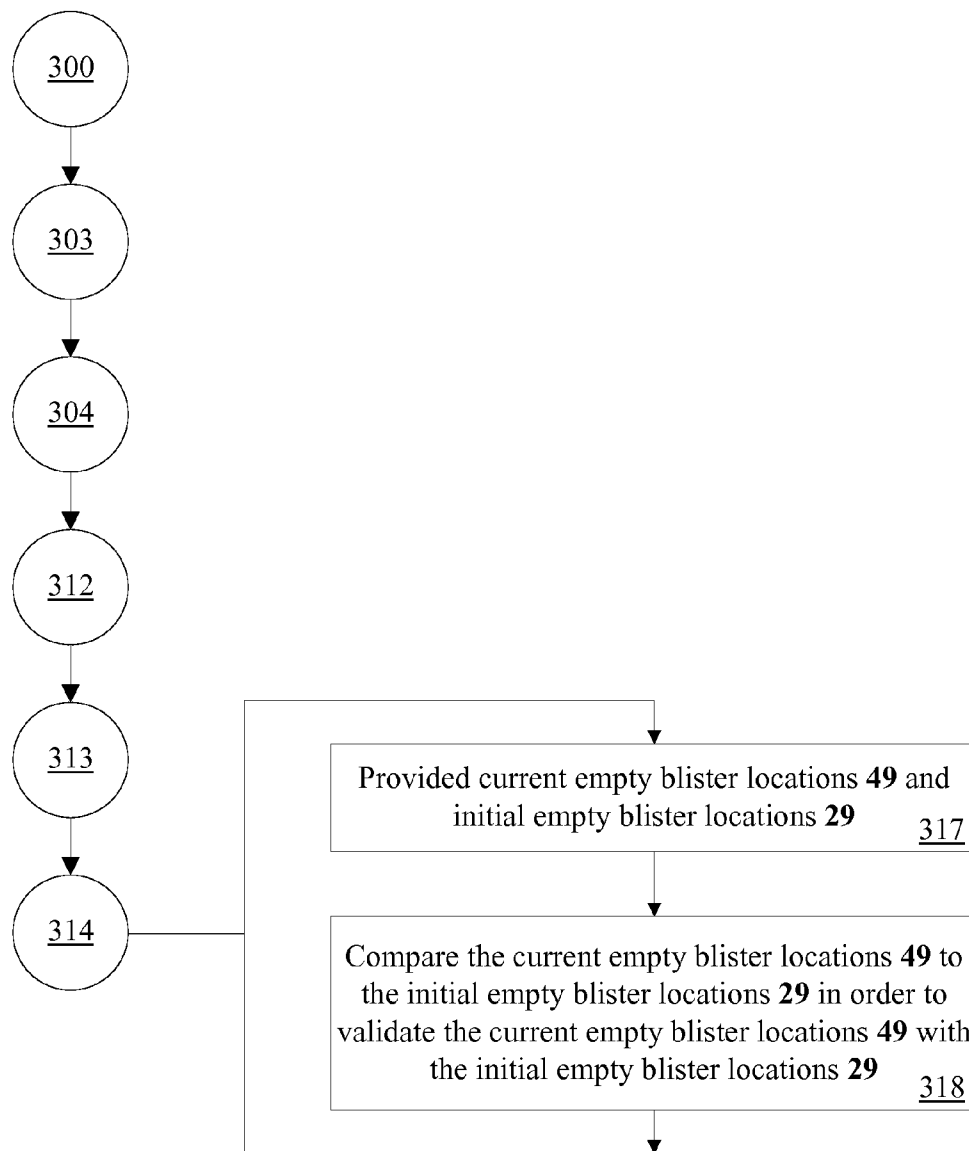 300
303
304
312
313
314
Provided current empty blister locations 49 and
initial empty blister locations 29
317
Compare the current empty blister locations 49 to
the initial empty blister locations 29 in order to
validate the current empty blister locations 49 with
the initial empty blister locations 29
318